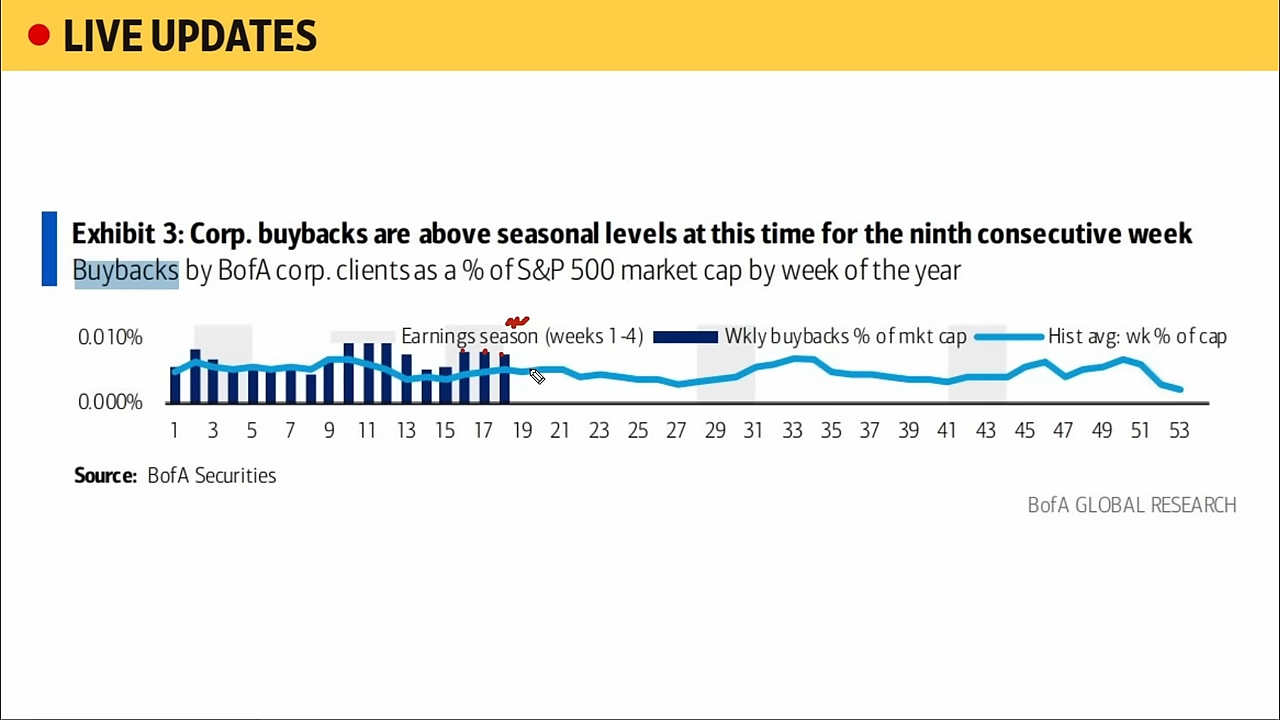 LIVE UPDATES
Exhibit 3: Corp. buybacks are above seasonal levels at this time for the ninth consecutive week
Buybacks by BofA corp. clients as a % of S&P 500 market cap by week of the year
0.010%
Earnings season (weeks 1-4) Wkly buybacks % of mkt cap Hist avg: wk % of cap
0.000%
1 3 5 7 9 11 13 15 17 19 21 23 25 27 29 31 33 35 37 39 41 43 45 47 49 51 53
Source: BofA Securities
BofA GLOBAL RESEARCH